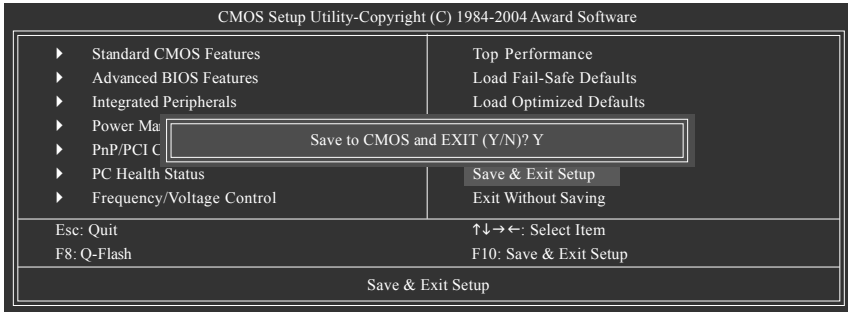 CMOS Setup Utility-Copyright (C) 1984-2004 Award Software
Standard CMOS Features
Advanced BIOS Features
Integrated Peripherals
Power Ma
PnP/PCI C
PC Health Status
Frequency/Voltage Control
Top Performance
Load Fail-Safe Defaults
Load Optimized Defaults
Save to CMOS and EXIT (Y/N)? Y
Save & Exit Setup
Exit Without Saving
Esc: Quit
↑↓→←: Select Item
F8: Q-Flash
F10: Save & Exit Setup
Save & Exit Setup